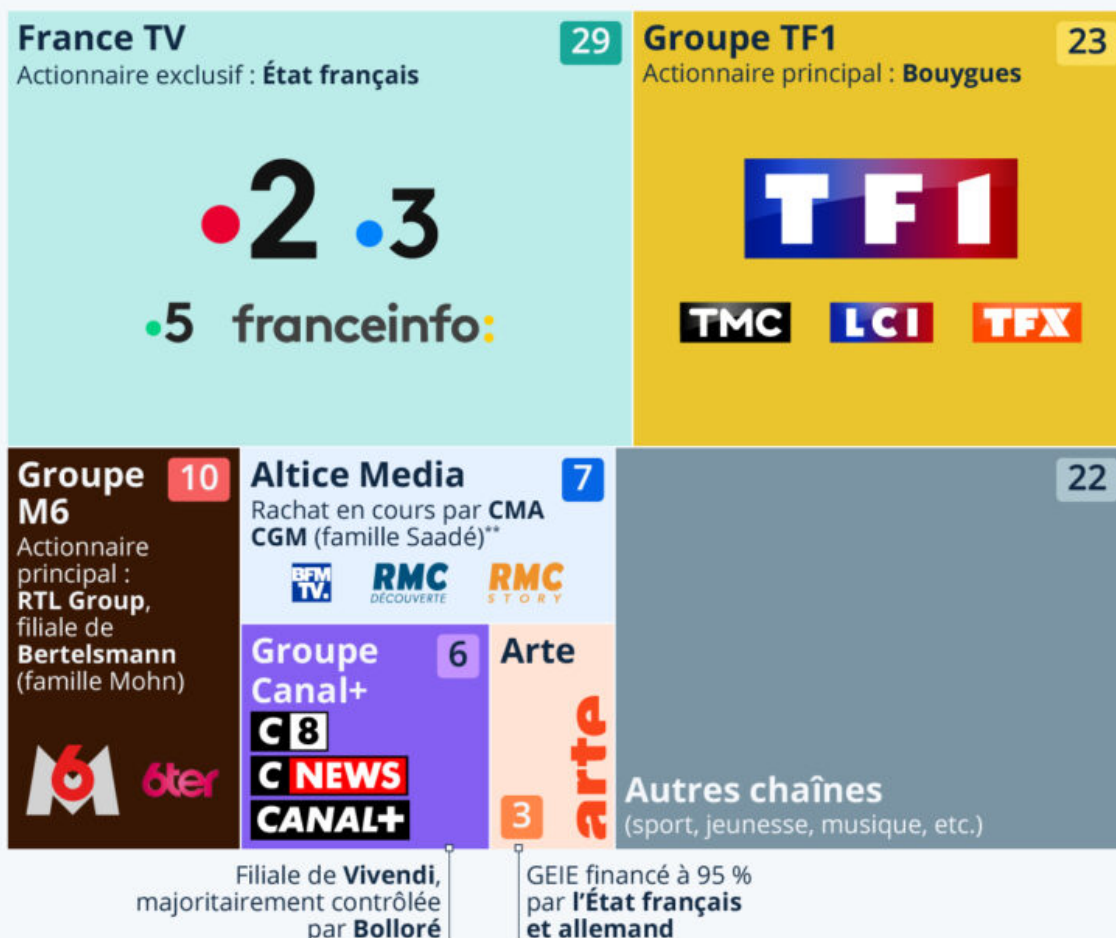 France TV
29
Actionnaire exclusif : État français
2
3
5
franceinfo:
Groupe TF1
23
Actionnaire principal : Bouygues
TF1
TMC
LCI
TFX
Groupe
M6
10
Actionnaire
principal :
RTL Group,
filiale de
Bertelsmann
(famille Mohn)
M6
6ter
Altice Media
7
Rachat en cours par CMA
CGM (famille Saadé)**
BFM
TV.
RMC
DÉCOUVERTE
RMC
STORY
Groupe
Canal+
6
C8
CNEWS
CANAL+
Arte
arte
3
22
Autres chaînes
(sport, jeunesse, musique, etc.)
Filiale de Vivendi,
majoritairement contrôlée
par Bolloré
GEIE financé à 95 %
par l'État français
et allemand